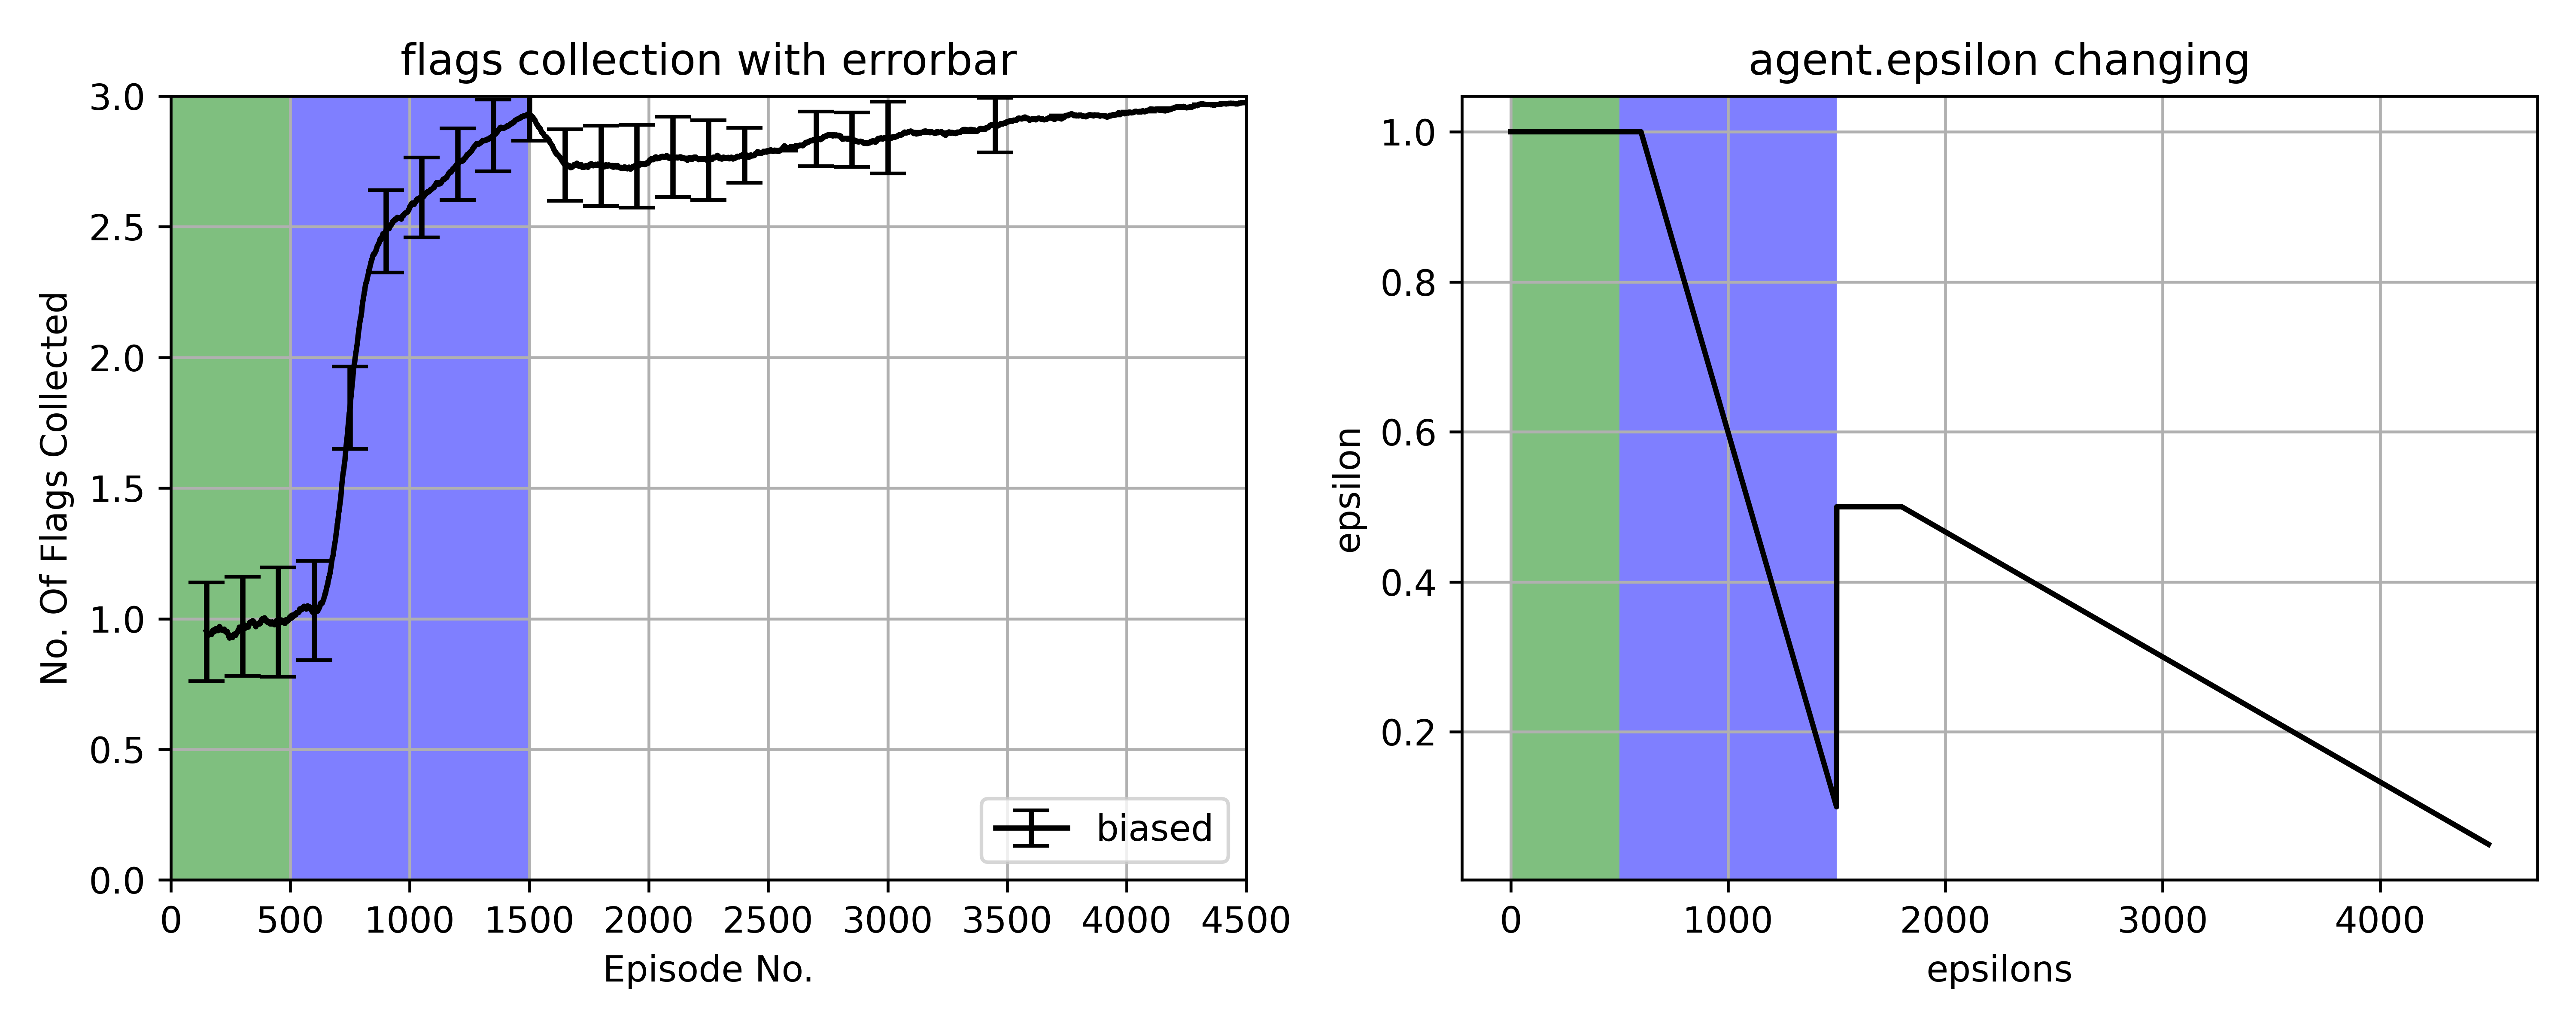 flags collection with errorbar
No. Of Flags Collected
3.0
2.5
2.0
1.5
1.0
0.5
0.0
0 500 1000 1500 2000 2500 3000 3500 4000 4500
Episode No.
biased
agent.epsilon changing
epsilon
1.0
0.8
0.6
0.4
0.2
0 1000 2000 3000 4000
epsilons